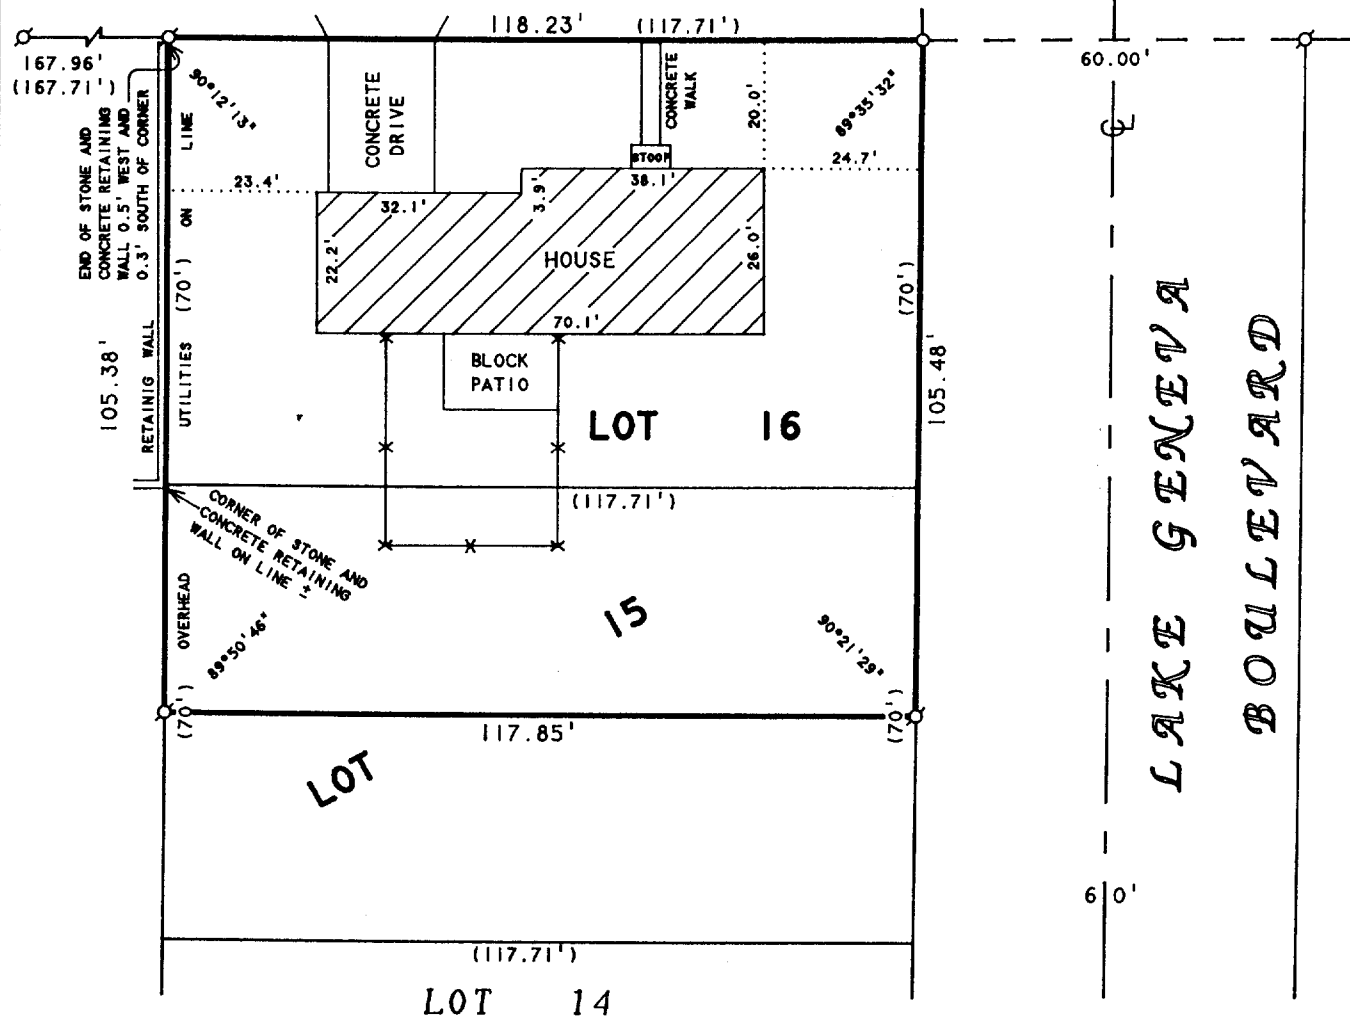 118.23' (117.71')
167.96'
(167.71')
60.00'
90°12'13"
CONCRETE
DRIVE
CONCRETE
WALK
20.0'
89°35'32"
STOOP
24.7'
23.4'
END OF STONE AND
CONCRETE RETAINING
WALL 0.5' WEST AND
0.3' SOUTH OF CORNER
38.1'
32.1'
3.9'
22.2'
HOUSE
26.0'
70.1'
OVERHEAD UTILITIES (70') ON LINE
(70')
RETAINIG WALL
105.38'
BLOCK
PATIO
105.48'
LOT 16
(117.71')
CORNER OF STONE AND
CONCRETE RETAINING
WALL ON LINE ±
89°50'46"
LOT 15
90°21'29"
(70')
117.85'
(70')
LAKE GENEVA
BOULEVARD
60'
(117.71')
LOT 14